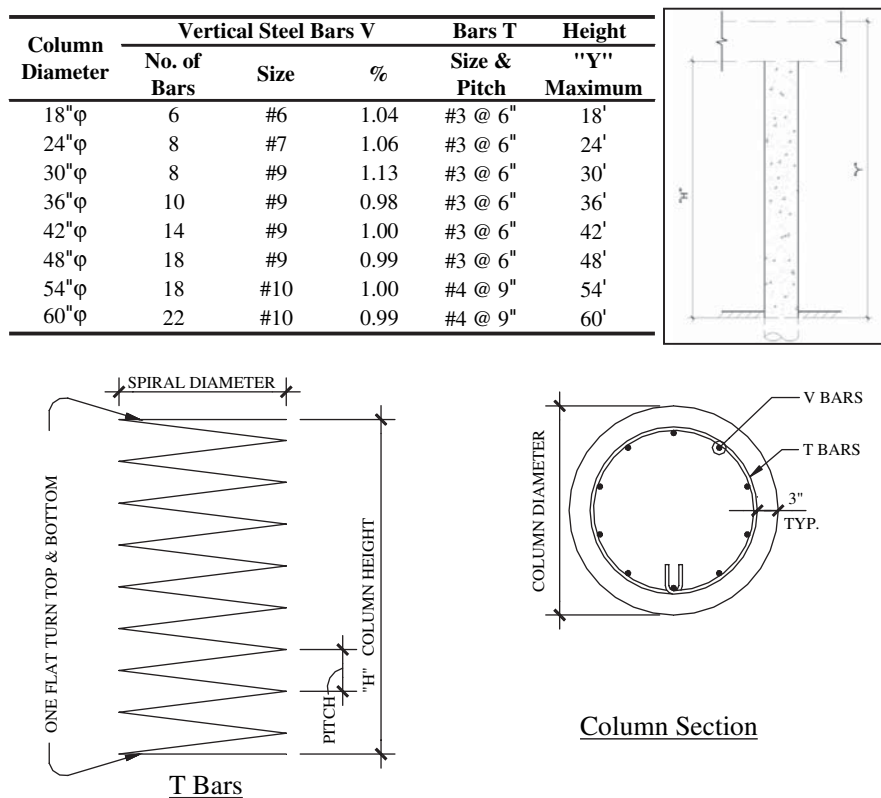 Column Diameter Vertical Steel Bars V Bars T Height
No. of Bars Size % Size & Pitch "Y" Maximum
18"φ 6 #6 1.04 #3 @ 6" 18'
24"φ 8 #7 1.06 #3 @ 6" 24'
30"φ 8 #9 1.13 #3 @ 6" 30'
36"φ 10 #9 0.98 #3 @ 6" 36'
42"φ 14 #9 1.00 #3 @ 6" 42'
48"φ 18 #9 0.99 #3 @ 6" 48'
54"φ 18 #10 1.00 #4 @ 9" 54'
60"φ 22 #10 0.99 #4 @ 9" 60'
"H"
"Y"
SPIRAL DIAMETER
ONE FLAT TURN TOP & BOTTOM
PITCH
"H" COLUMN HEIGHT
T Bars
COLUMN DIAMETER
V BARS
T BARS
3"
TYP.
Column Section